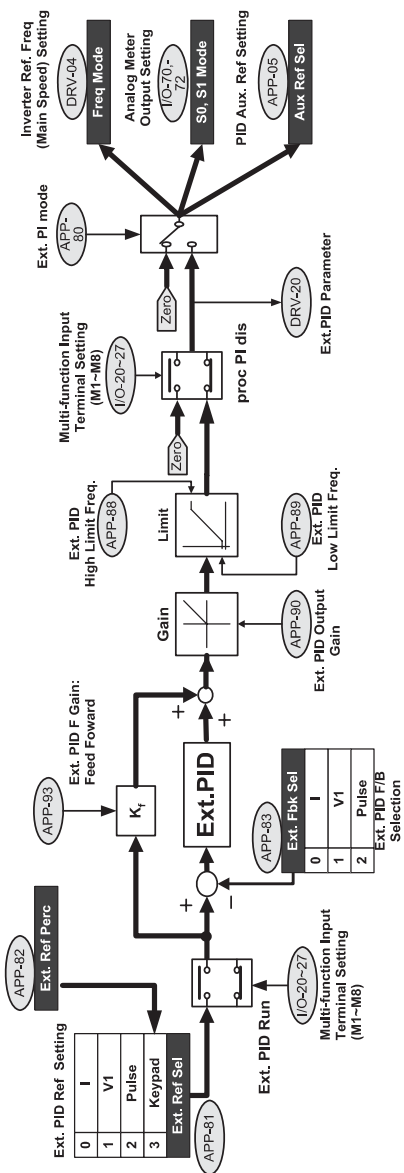 Ext. PID Ref Setting
0 I
1 V1
2 Pulse
3 Keypad
Ext. Ref Sel
APP-81
APP-82
Ext. Ref Perc
Ext. PID Run
I/O-20~27
Multi-function Input
Terminal Setting
(M1~M8)
APP-93
Ext. PID F Gain:
Feed Foward
Kf
+
−
Ext.PID
+
+
APP-83
Ext. Fbk Sel
0 I
1 V1
2 Pulse
Ext. PID F/B
Selection
Gain
APP-90
Ext. PID Output
Gain
Ext. PID
High Limit Freq.
APP-88
Limit
APP-89
Ext. PID
Low Limit Freq.
Zero
Multi-function Input
Terminal Setting
(M1~M8)
I/O-20~27
proc PI dis
Zero
DRV-20
Ext.PID Parameter
Ext. PI mode
APP-
80
Inverter Ref. Freq
(Main Speed) Setting
DRV-04
Freq Mode
Analog Meter
Output Setting
I/O-70,-
72
S0, S1 Mode
PID Aux. Ref Setting
APP-05
Aux Ref Sel